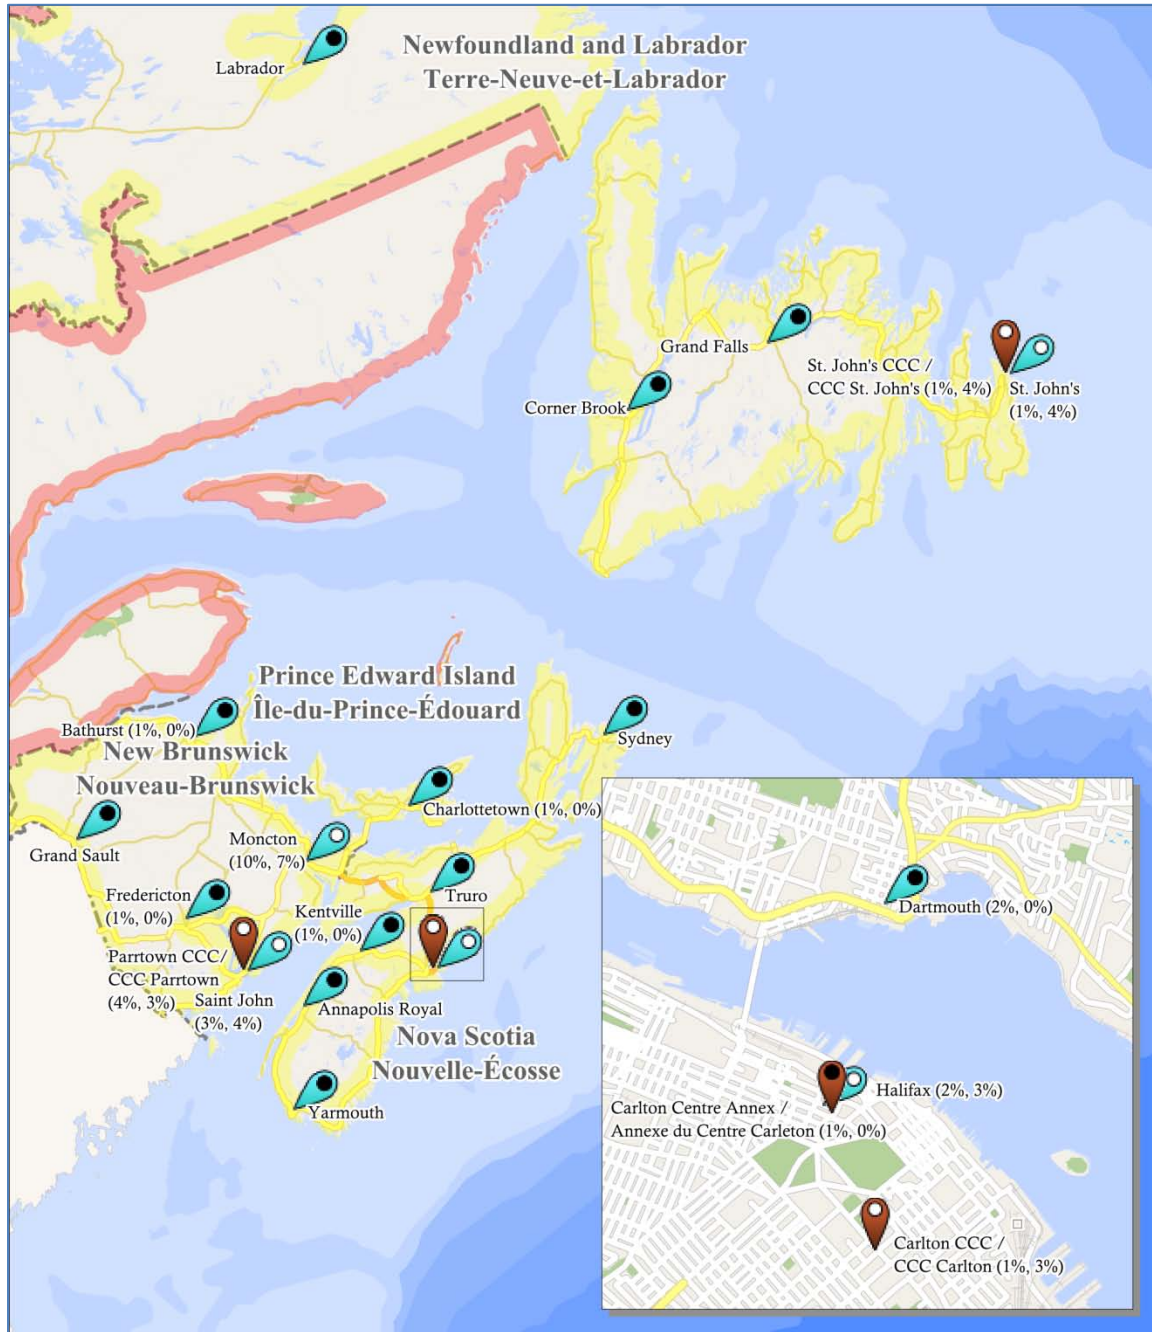 Newfoundland and Labrador
Terre-Neuve-et-Labrador
Labrador
Grand Falls
St. John's CCC /
CCC St. John's (1%, 4%)
St. John's
(1%, 4%)
Corner Brook
Prince Edward Island
Île-du-Prince-Édouard
Bathurst (1%, 0%)
New Brunswick
Nouveau-Brunswick
Sydney
Charlottetown (1%, 0%)
Grand Sault
Moncton
(10%, 7%)
Truro
Fredericton
(1%, 0%)
Kentville
(1%, 0%)
Parrtown CCC/
CCC Parrtown
(4%, 3%)
Saint John
(3%, 4%)
Annapolis Royal
Nova Scotia
Nouvelle-Écosse
Yarmouth
Dartmouth (2%, 0%)
Halifax (2%, 3%)
Carlton Centre Annex /
Annexe du Centre Carleton (1%, 0%)
Carlton CCC /
CCC Carlton (1%, 3%)